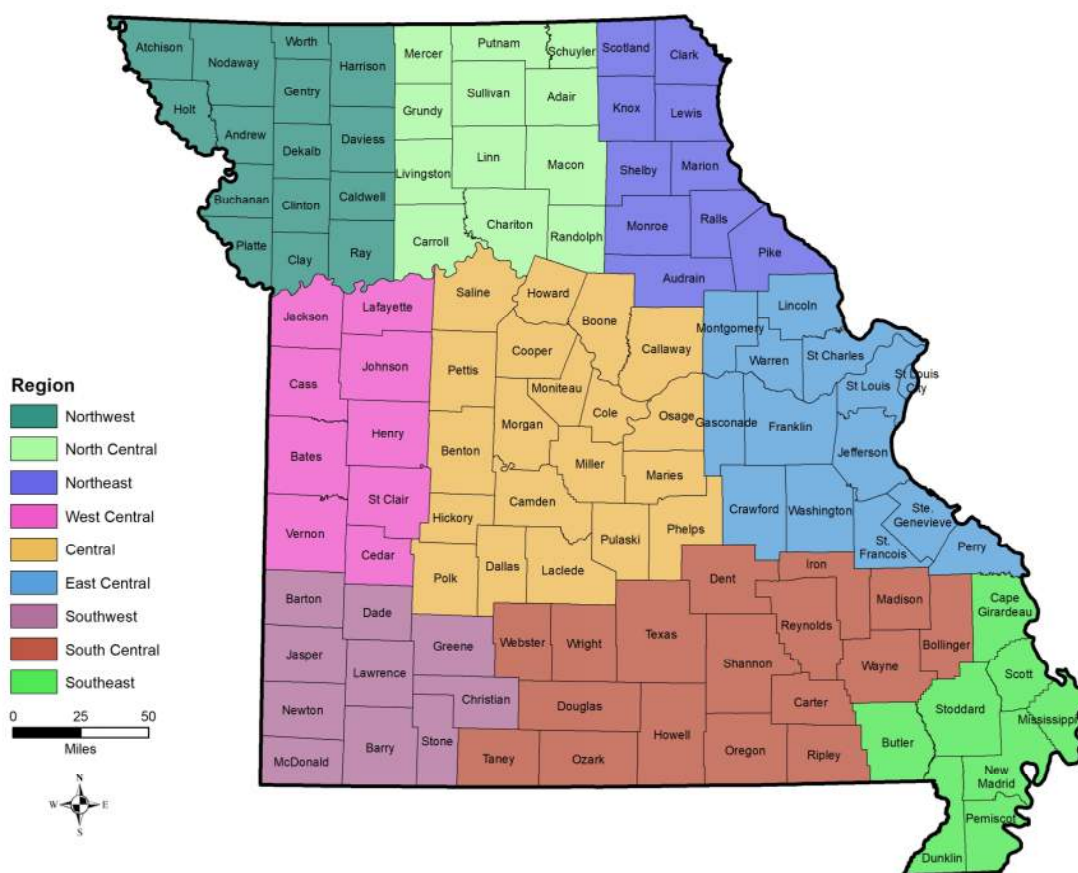 Atchison
Nodaway
Worth
Harrison
Mercer
Putnam
Schuyler
Scotland
Clark
Holt
Gentry
Sullivan
Adair
Grundy
Knox
Lewis
Andrew
Dekalb
Daviess
Livingston
Linn
Macon
Shelby
Marion
Buchanan
Clinton
Caldwell
Chariton
Randolph
Monroe
Ralls
Platte
Clay
Ray
Carroll
Pike
Audrain
Jackson
Lafayette
Saline
Howard
Boone
Lincoln
Montgomery
Callaway
Cooper
Warren
St Charles
Cass
Johnson
Pettis
Moniteau
St Louis
St Louis
City
Region
Northwest
North Central
Northeast
West Central
Central
East Central
Southwest
South Central
Southeast
0 25 50
Miles
N
W E
S
Cole
Osage
Gasconade
Franklin
Henry
Morgan
Bates
Benton
Miller
Maries
Jefferson
St Clair
Camden
Crawford
Washington
Ste.
Genevieve
Vernon
Hickory
Pulaski
Phelps
St.
Francois
Perry
Cedar
Polk
Dallas
Laclede
Dent
Iron
Barton
Dade
Madison
Cape
Girardeau
Greene
Webster
Wright
Texas
Reynolds
Bollinger
Jasper
Lawrence
Shannon
Wayne
Scott
Newton
Christian
Douglas
Carter
Stoddard
Mississippi
McDonald
Barry
Stone
Taney
Ozark
Howell
Oregon
Ripley
Butler
New
Madrid
Pemiscot
Dunklin